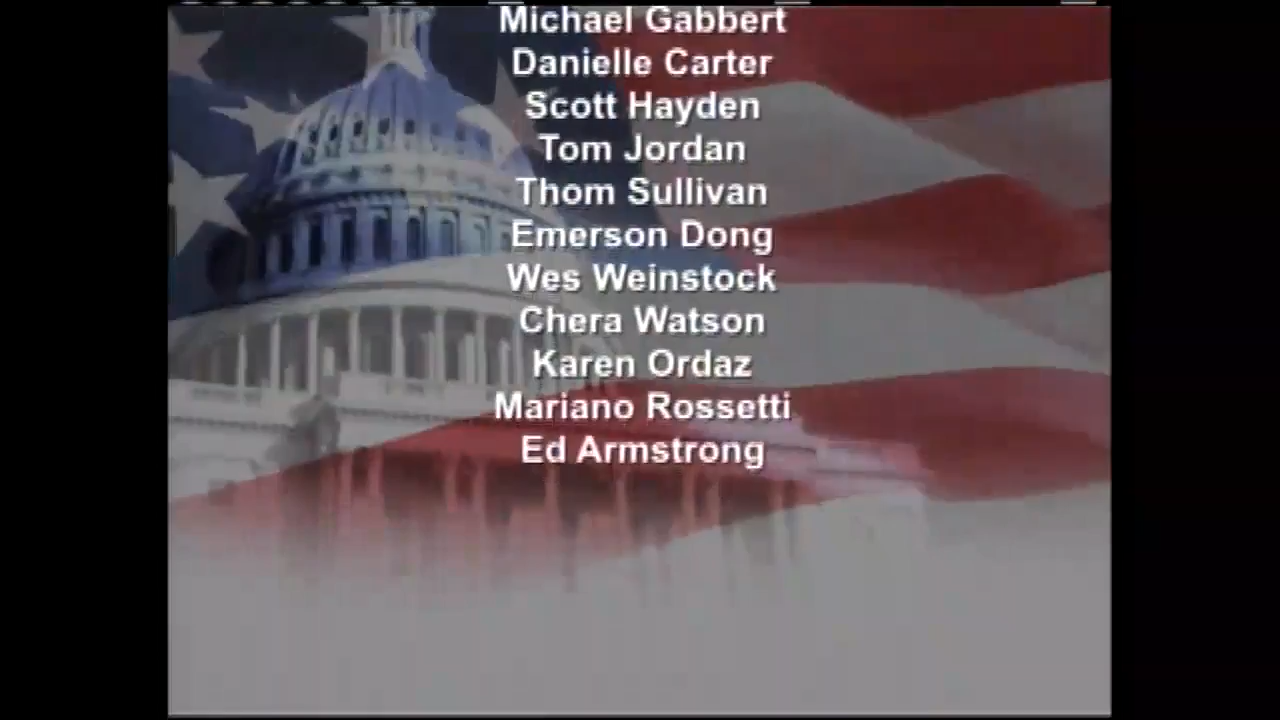 Michael Gabbert
Danielle Carter
Scott Hayden
Tom Jordan
Thom Sullivan
Emerson Dong
Wes Weinstock
Chera Watson
Karen Ordaz
Mariano Rossetti
Ed Armstrong